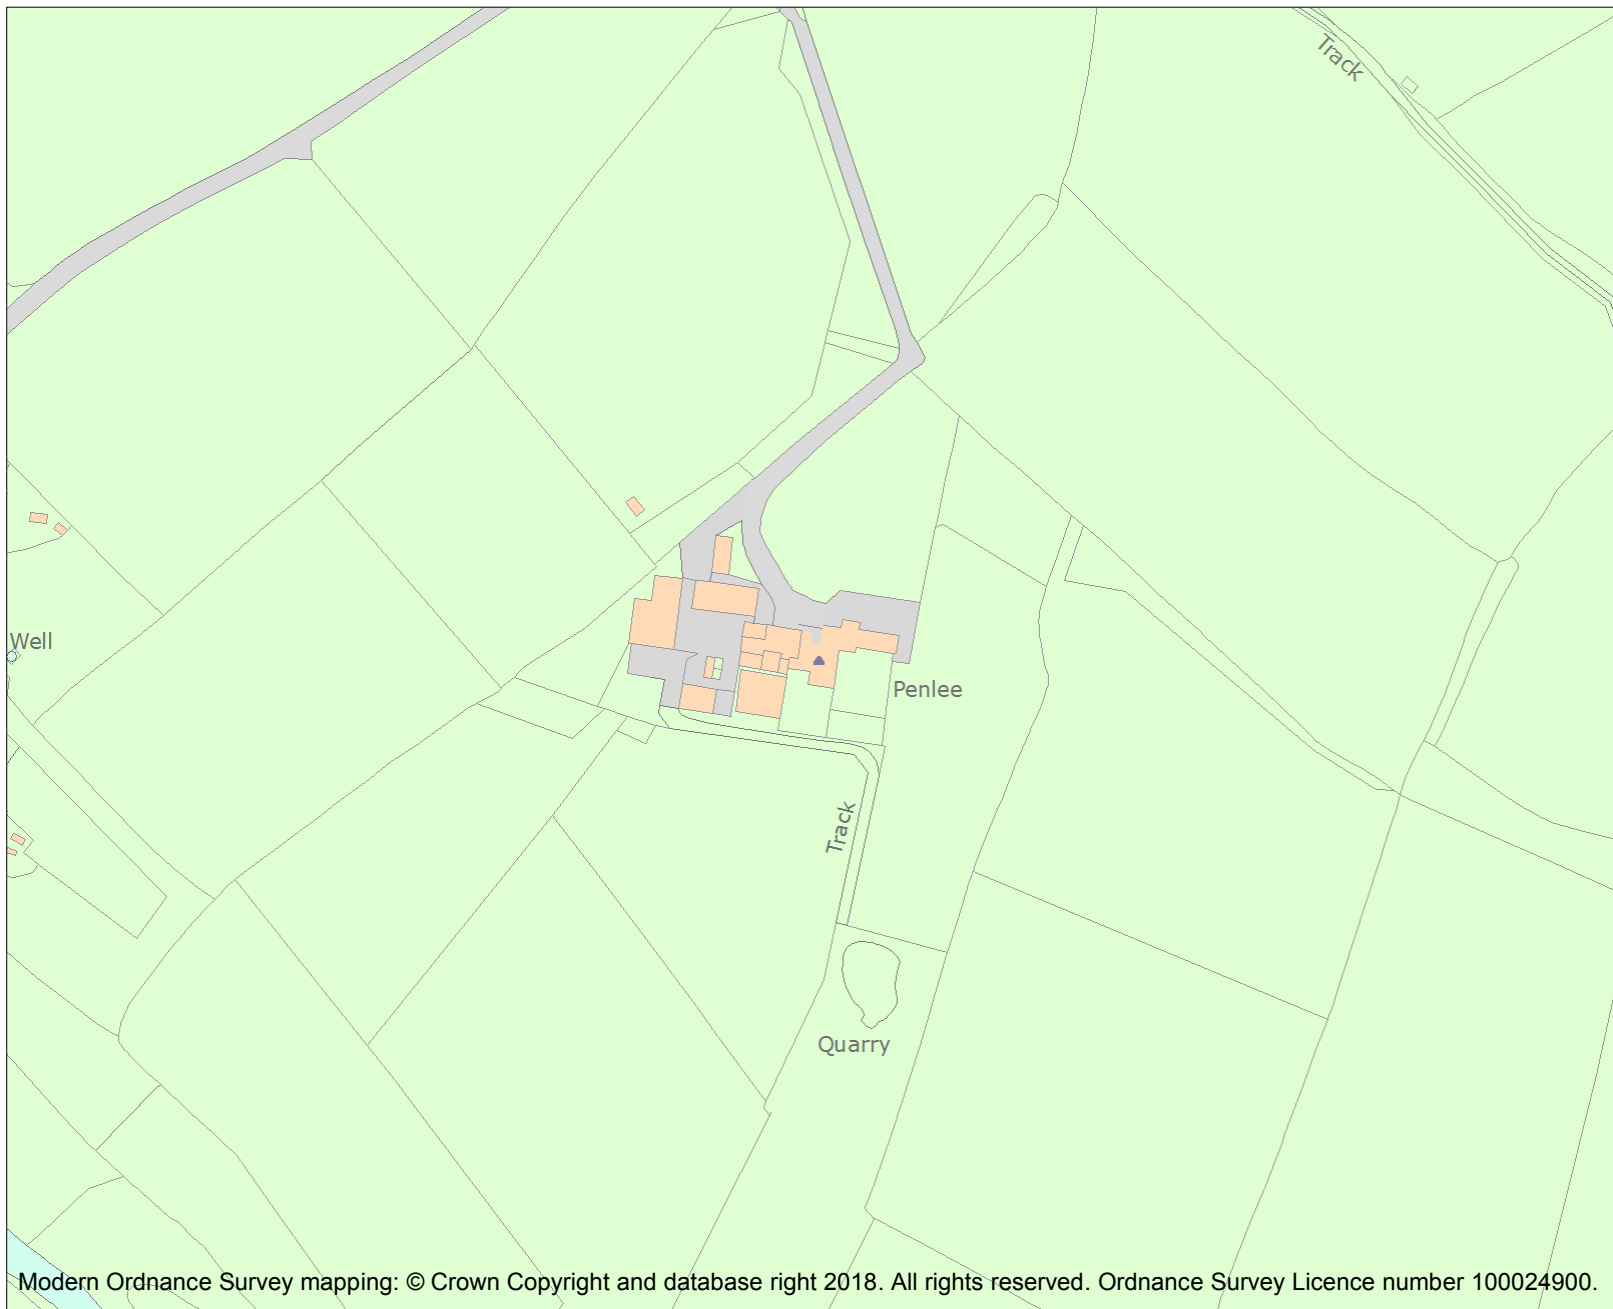 Track
Well
Penlee
Track
Quarry
Modern Ordnance Survey mapping: © Crown Copyright and database right 2018. All rights reserved. Ordnance Survey Licence number 100024900.